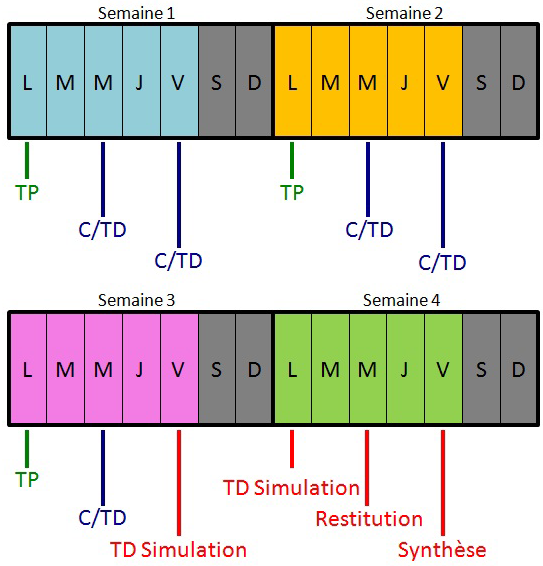 Semaine 1 Semaine 2
L M M J V S D L M M J V S D
TP TP
C/TD C/TD
C/TD C/TD
Semaine 3 Semaine 4
L M M J V S D L M M J V S D
TP TD Simulation
C/TD Restitution
TD Simulation Synthèse